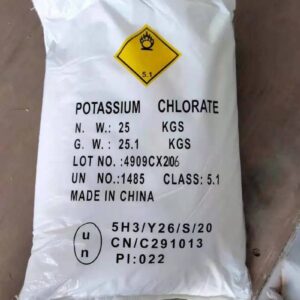 5.1
POTASSIUM CHLORATE
N. W.: 25 KGS
G. W.: 25.1 KGS
LOT NO.:4909CX206
UN NO.:1485 CLASS: 5.1
MADE IN CHINA
u
n
5H3/Y26/S/20
CN/C291013
PI:022